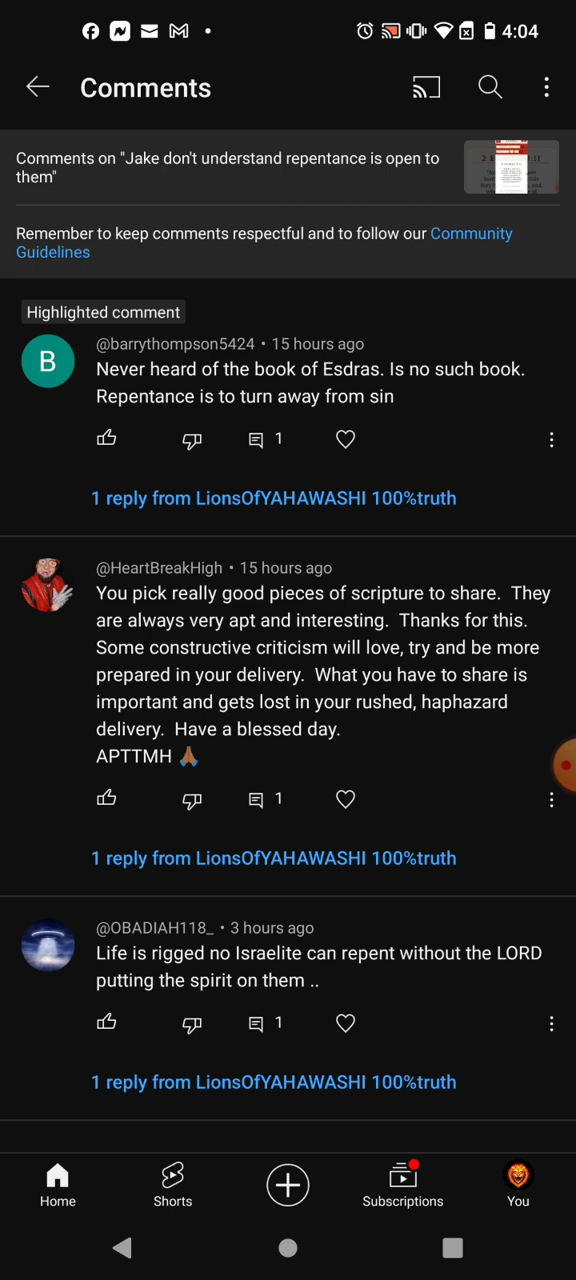 4:04
Comments
Comments on "Jake don't understand repentance is open to
them"
Remember to keep comments respectful and to follow our Community
Guidelines
Highlighted comment
B
@barrythompson5424 • 15 hours ago
Never heard of the book of Esdras. Is no such book.
Repentance is to turn away from sin
1
1 reply from LionsOfYAHAWASHI 100%truth
@HeartBreakHigh • 15 hours ago
You pick really good pieces of scripture to share. They
are always very apt and interesting. Thanks for this.
Some constructive criticism will love, try and be more
prepared in your delivery. What you have to share is
important and gets lost in your rushed, haphazard
delivery. Have a blessed day.
APTTMH 🙏🏾
1
1 reply from LionsOfYAHAWASHI 100%truth
@OBADIAH118_ • 3 hours ago
Life is rigged no Israelite can repent without the LORD
putting the spirit on them ..
1
1 reply from LionsOfYAHAWASHI 100%truth
Home
Shorts
Subscriptions
You